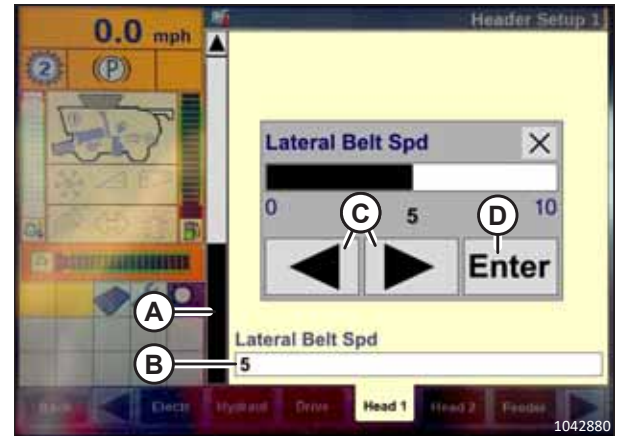 0.0 mph
Header Setup 1
2
P
Lateral Belt Spd
0
5
10
C
D
Enter
A
Lateral Belt Spd
B
5
Back
Electr
Hydraul
Drive
Head 1
Head 2
Feeder
1042880